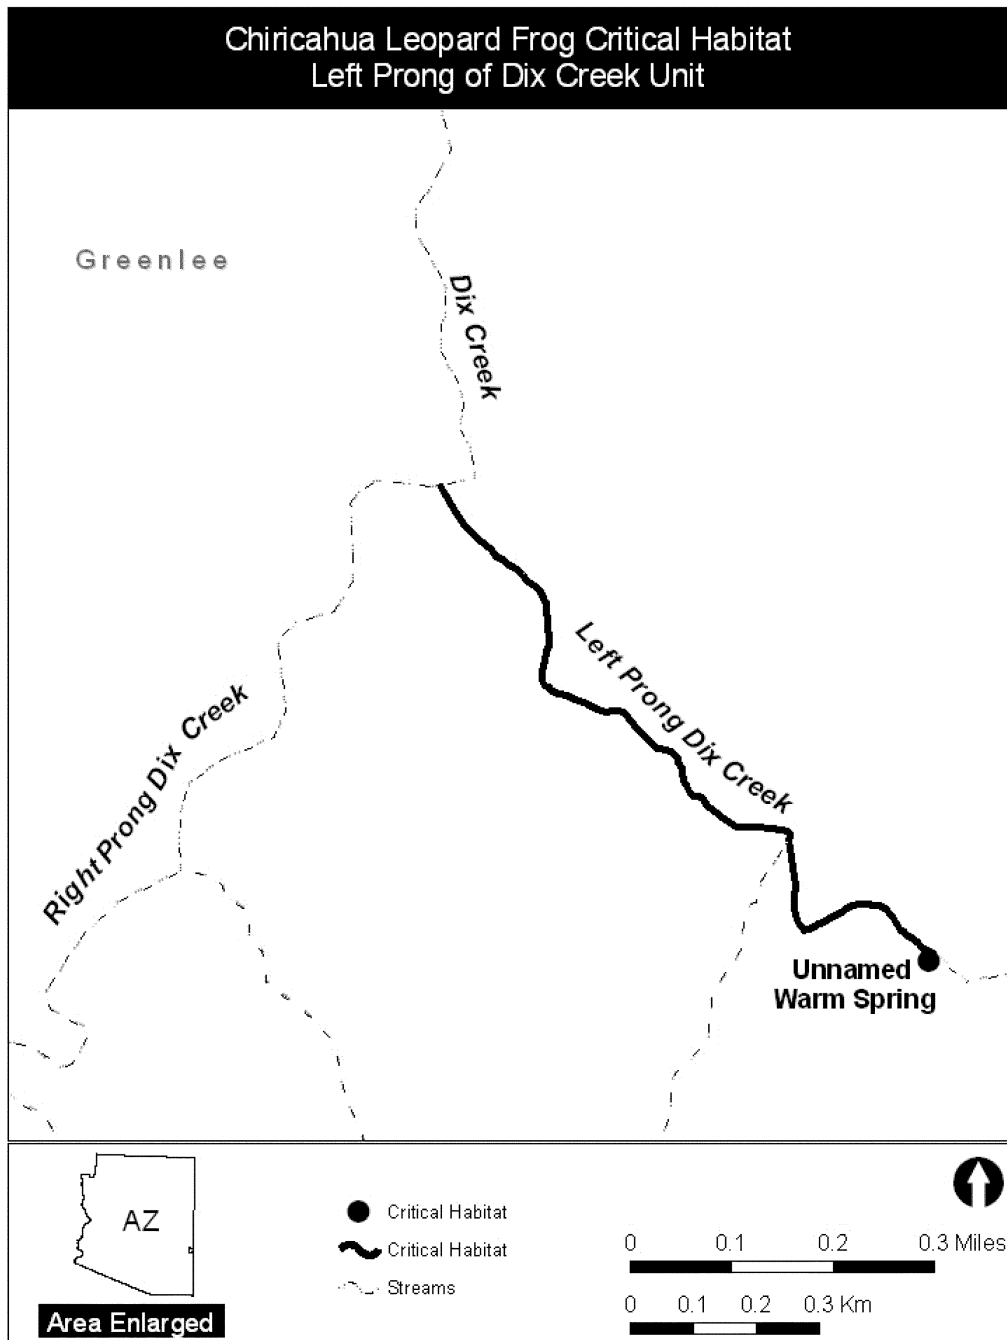 Chiricahua Leopard Frog Critical Habitat
Left Prong of Dix Creek Unit
Greenlee
Dix Creek
Left Prong Dix Creek
Right Prong Dix Creek
Unnamed
Warm Spring
AZ
Area Enlarged
Critical Habitat
Critical Habitat
Streams
0 0.1 0.2 0.3 Miles
0 0.1 0.2 0.3 Km